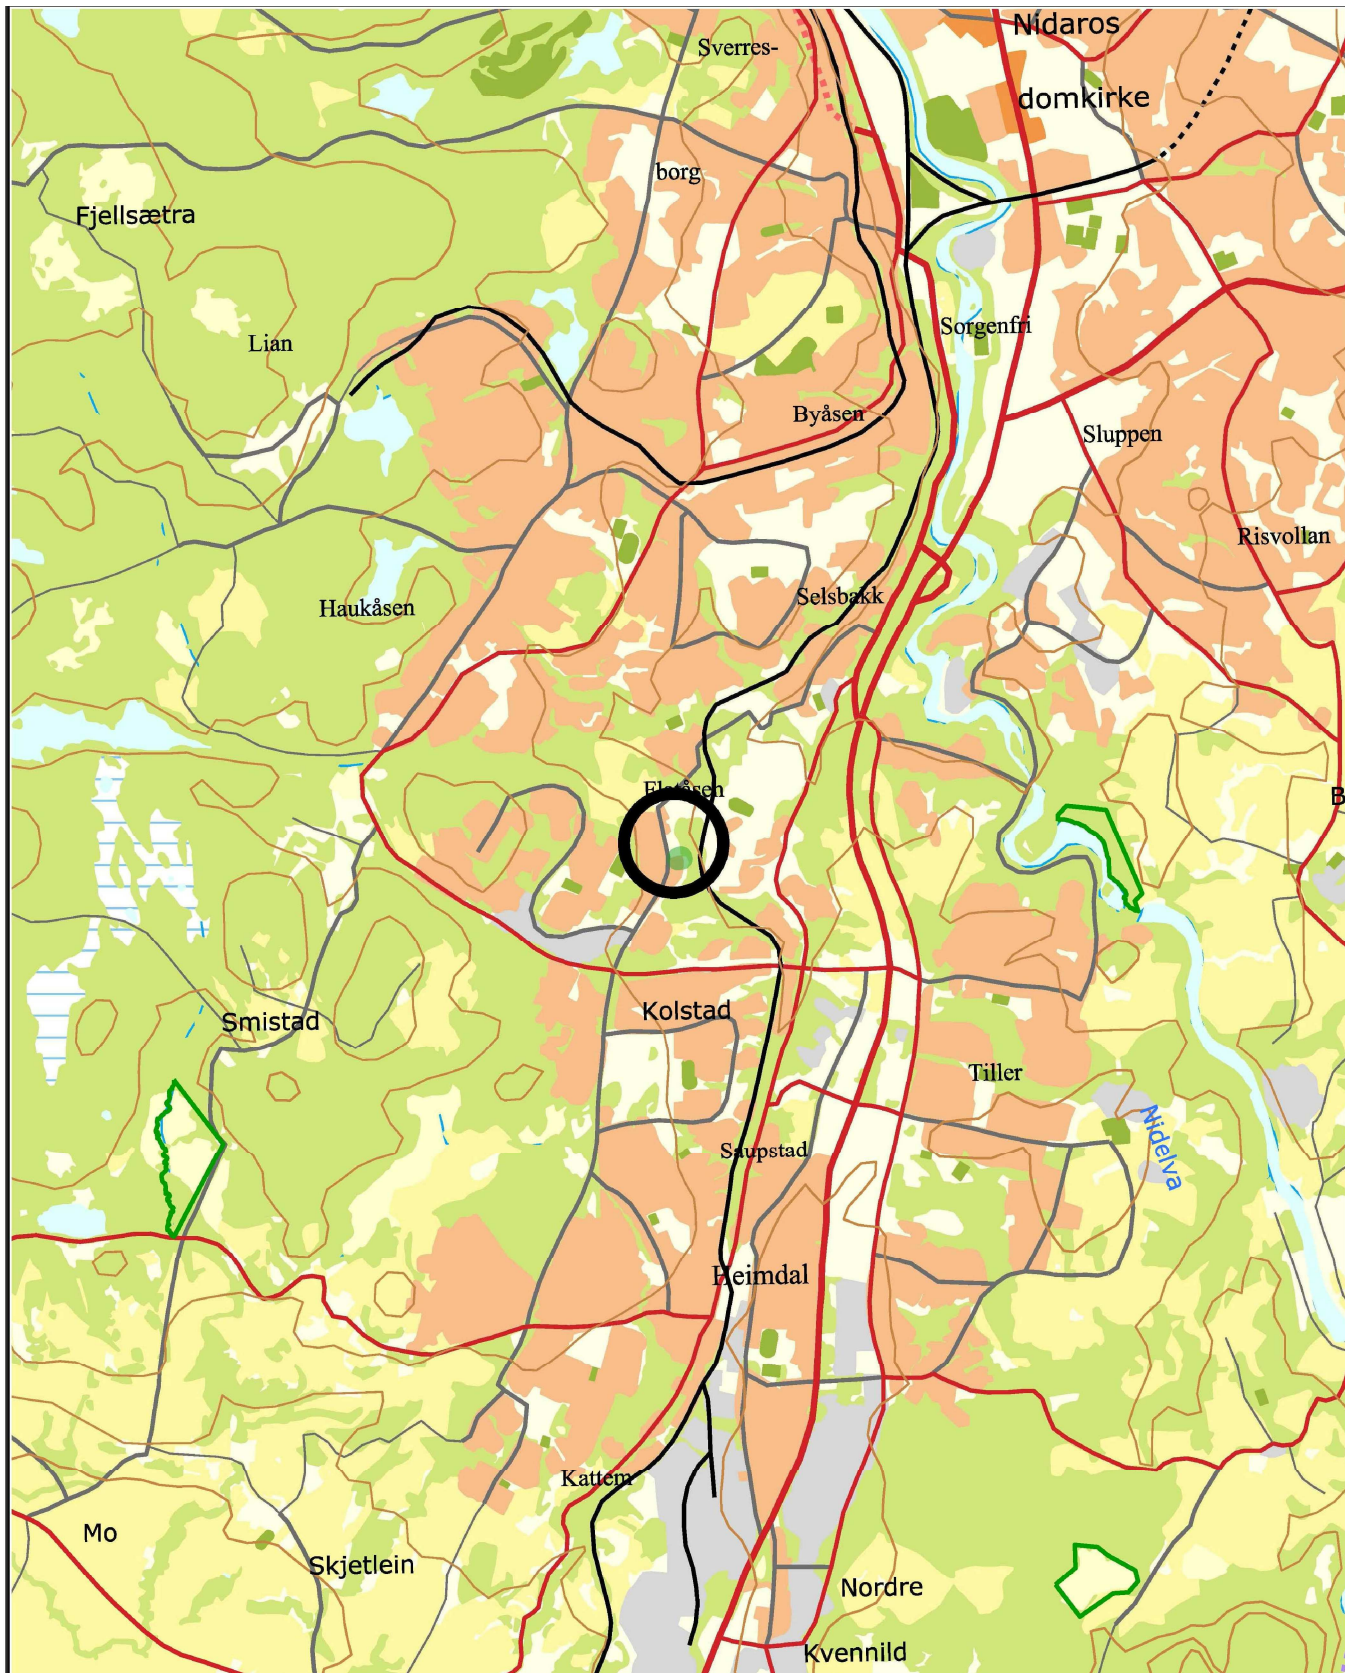 Nidaros
Sverres-
domkirke
borg
Fjellsætra
Sorgenfri
Lian
Byåsen
Sluppen
Risvollan
Selsbakk
Haukåsen
Flatåsen
B
Kolstad
Smistad
Tiller
Nidelva
Saupstad
Heimdal
Kattem
Mo
Skjetlein
Nordre
Kvennild